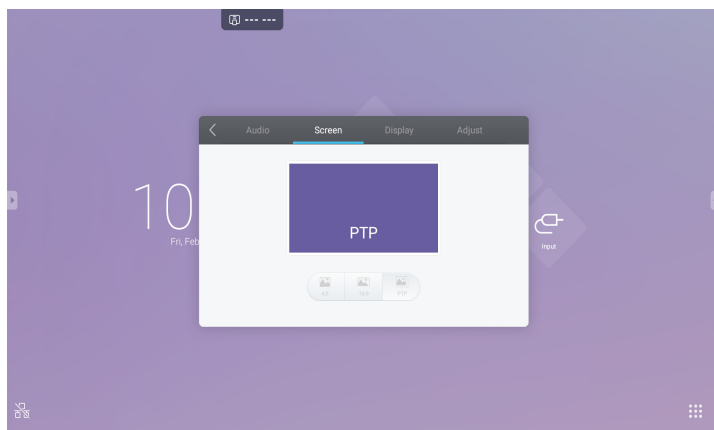 --- ---
Audio Screen Display Adjust
10
Fri, Feb
PTP
Input
4:3 16:9 PTP